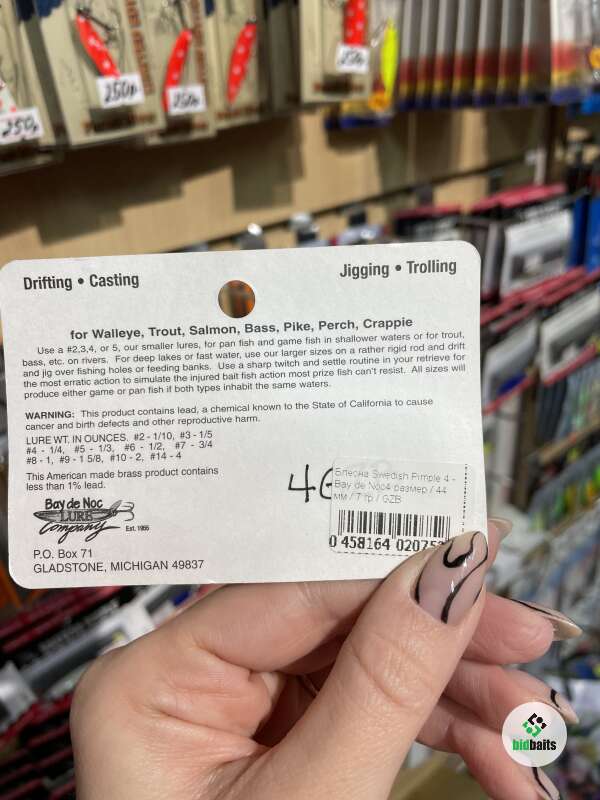 250р
250р
250р
250р
Drifting • Casting
Jigging • Trolling
for Walleye, Trout, Salmon, Bass, Pike, Perch, Crappie
Use a #2,3,4, or 5, our smaller lures, for pan fish and game fish in shallower waters or for trout,
bass, etc. on rivers. For deep lakes or fast water, use our larger sizes on a rather rigid rod and drift
and jig over fishing holes or feeding banks. Use a sharp twitch and settle routine in your retrieve for
the most erratic action to simulate the injured bait fish action most prize fish can't resist. All sizes will
produce either game or pan fish if both types inhabit the same waters.
WARNING: This product contains lead, a chemical known to the State of California to cause
cancer and birth defects and other reproductive harm.
LURE WT. IN OUNCES. #2 - 1/10, #3 - 1/5
#4 - 1/4, #5 - 1/3, #6 - 1/2, #7 - 3/4
#8 - 1, #9 - 1 5/8, #10 - 2, #14 - 4
This American made brass product contains
less than 1% lead.
Bay de Noc
LURE
Company
Est. 1966
P.O. Box 71
GLADSTONE, MICHIGAN 49837
Блесна Swedish Pimple 4 -
Bay de Noc4 размер / 44
мм / 7 гр / GZB
0 458164 02075
bidbaits